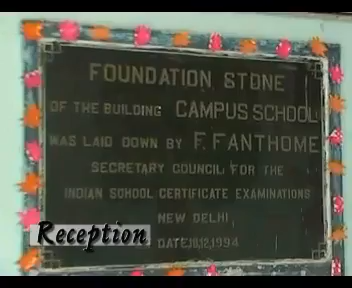 FOUNDATION STONE
OF THE BUILDING CAMPUS SCHOOL
WAS LAID DOWN BY F. FANTHOME
SECRETARY COUNCIL FOR THE
INDIAN SCHOOL CERTIFICATE EXAMINATIONS
NEW DELHI
Reception
DATE,18,12,1994